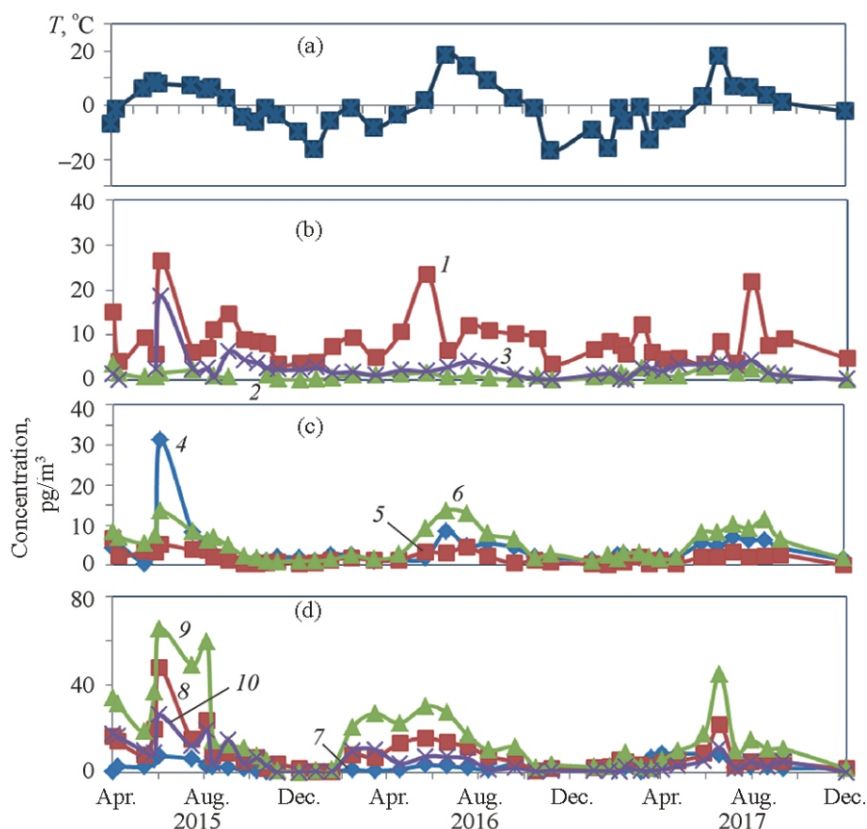 T, °C
20
(a)
0
–20
40
(b)
30
1
20
10
3
0
2
40
(c)
30
4
20
5
6
10
0
80
(d)
9
40
8
10
7
0
Concentration,
pg/m³
Apr. Aug. Dec. Apr. Aug. Dec. Apr. Aug. Dec.
2015 2016 2017